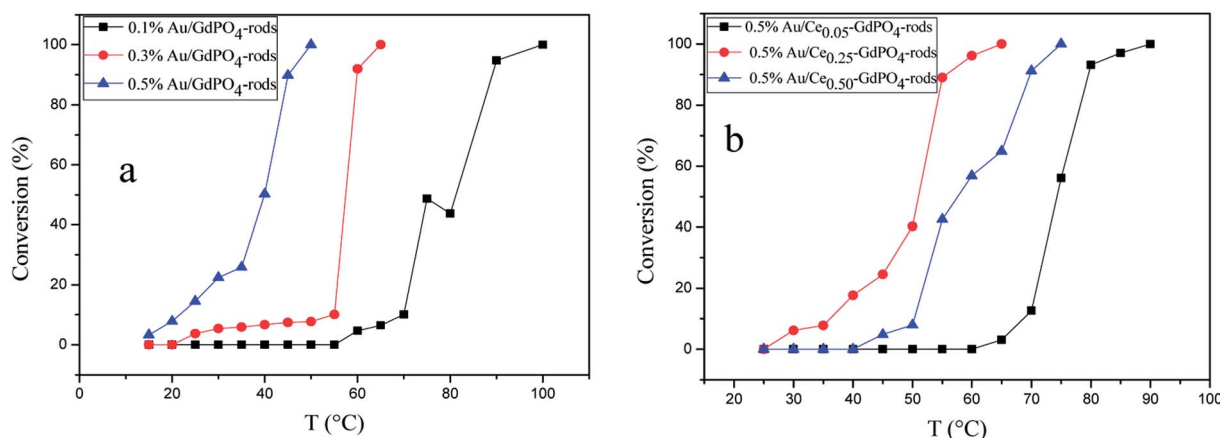 0.1% Au/GdPO4-rods
0.3% Au/GdPO4-rods
0.5% Au/GdPO4-rods
a
Conversion (%)
100
80
60
40
20
0
0 20 40 60 80 100
T (°C)
0.5% Au/Ce0.05-GdPO4-rods
0.5% Au/Ce0.25-GdPO4-rods
0.5% Au/Ce0.50-GdPO4-rods
b
Conversion (%)
100
80
60
40
20
0
20 30 40 50 60 70 80 90 100
T (°C)